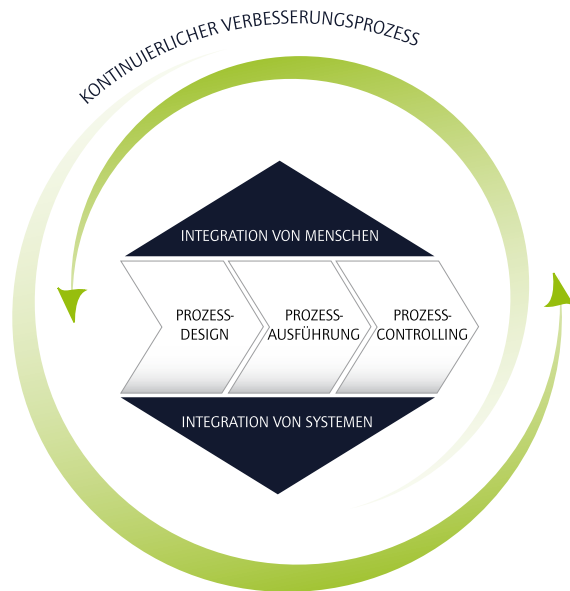 KONTINUIERLICHER VERBESSERUNGSPROZESS
INTEGRATION VON MENSCHEN
PROZESS-
DESIGN
PROZESS-
AUSFÜHRUNG
PROZESS-
CONTROLLING
INTEGRATION VON SYSTEMEN